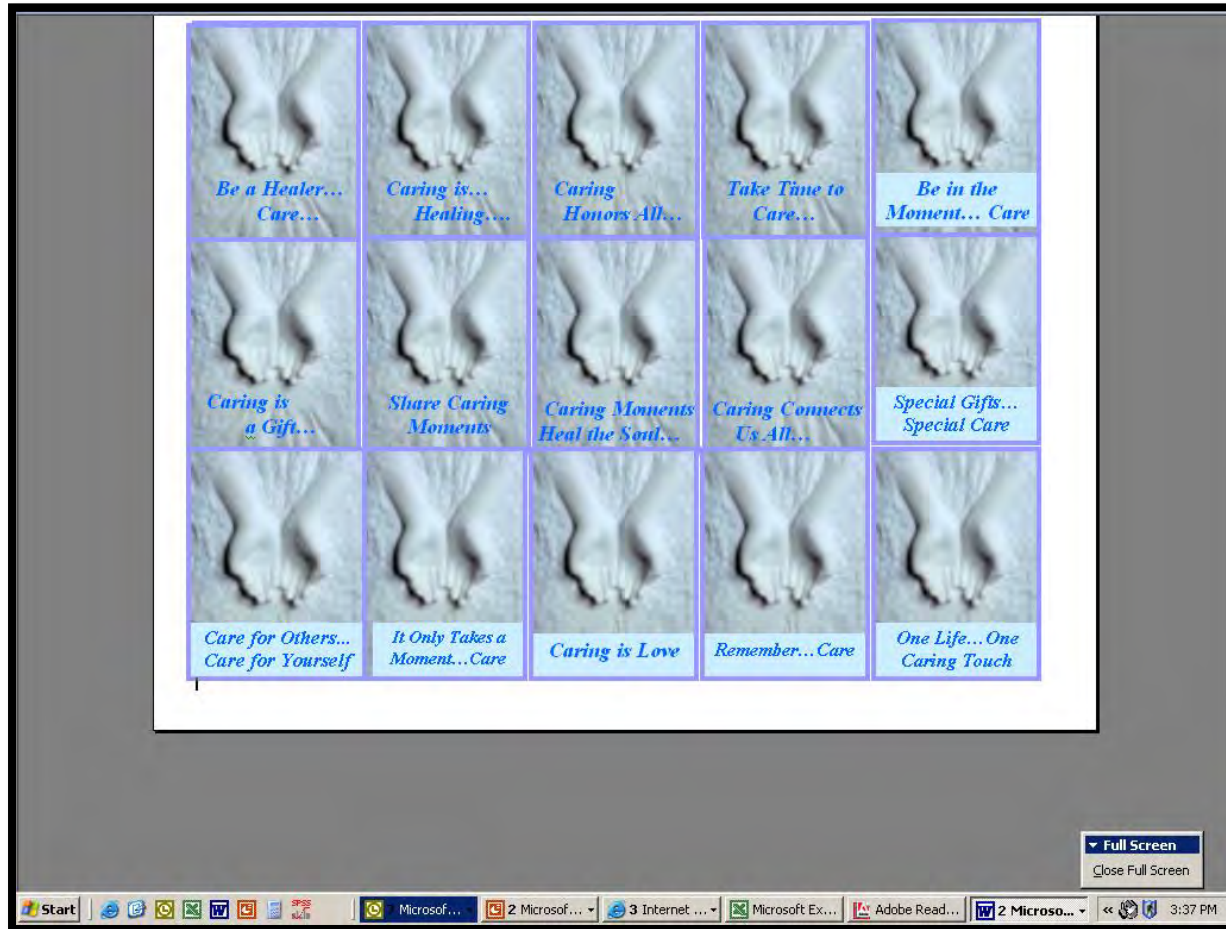 Be a Healer…
Care…
Caring is…
Healing….
Caring
Honors All…
Take Time to
Care…
Be in the
Moment… Care
Caring is
a Gift…
Share Caring
Moments
Caring Moments
Heal the Soul…
Caring Connects
Us All…
Special Gifts…
Special Care
Care for Others…
Care for Yourself
It Only Takes a
Moment…Care
Caring is Love
Remember…Care
One Life…One
Caring Touch
Full Screen
Close Full Screen
Start
SPSS
Microsof...
2 Microsof...
3 Internet ...
Microsoft Ex...
Adobe Read...
2 Microso...
3:37 PM